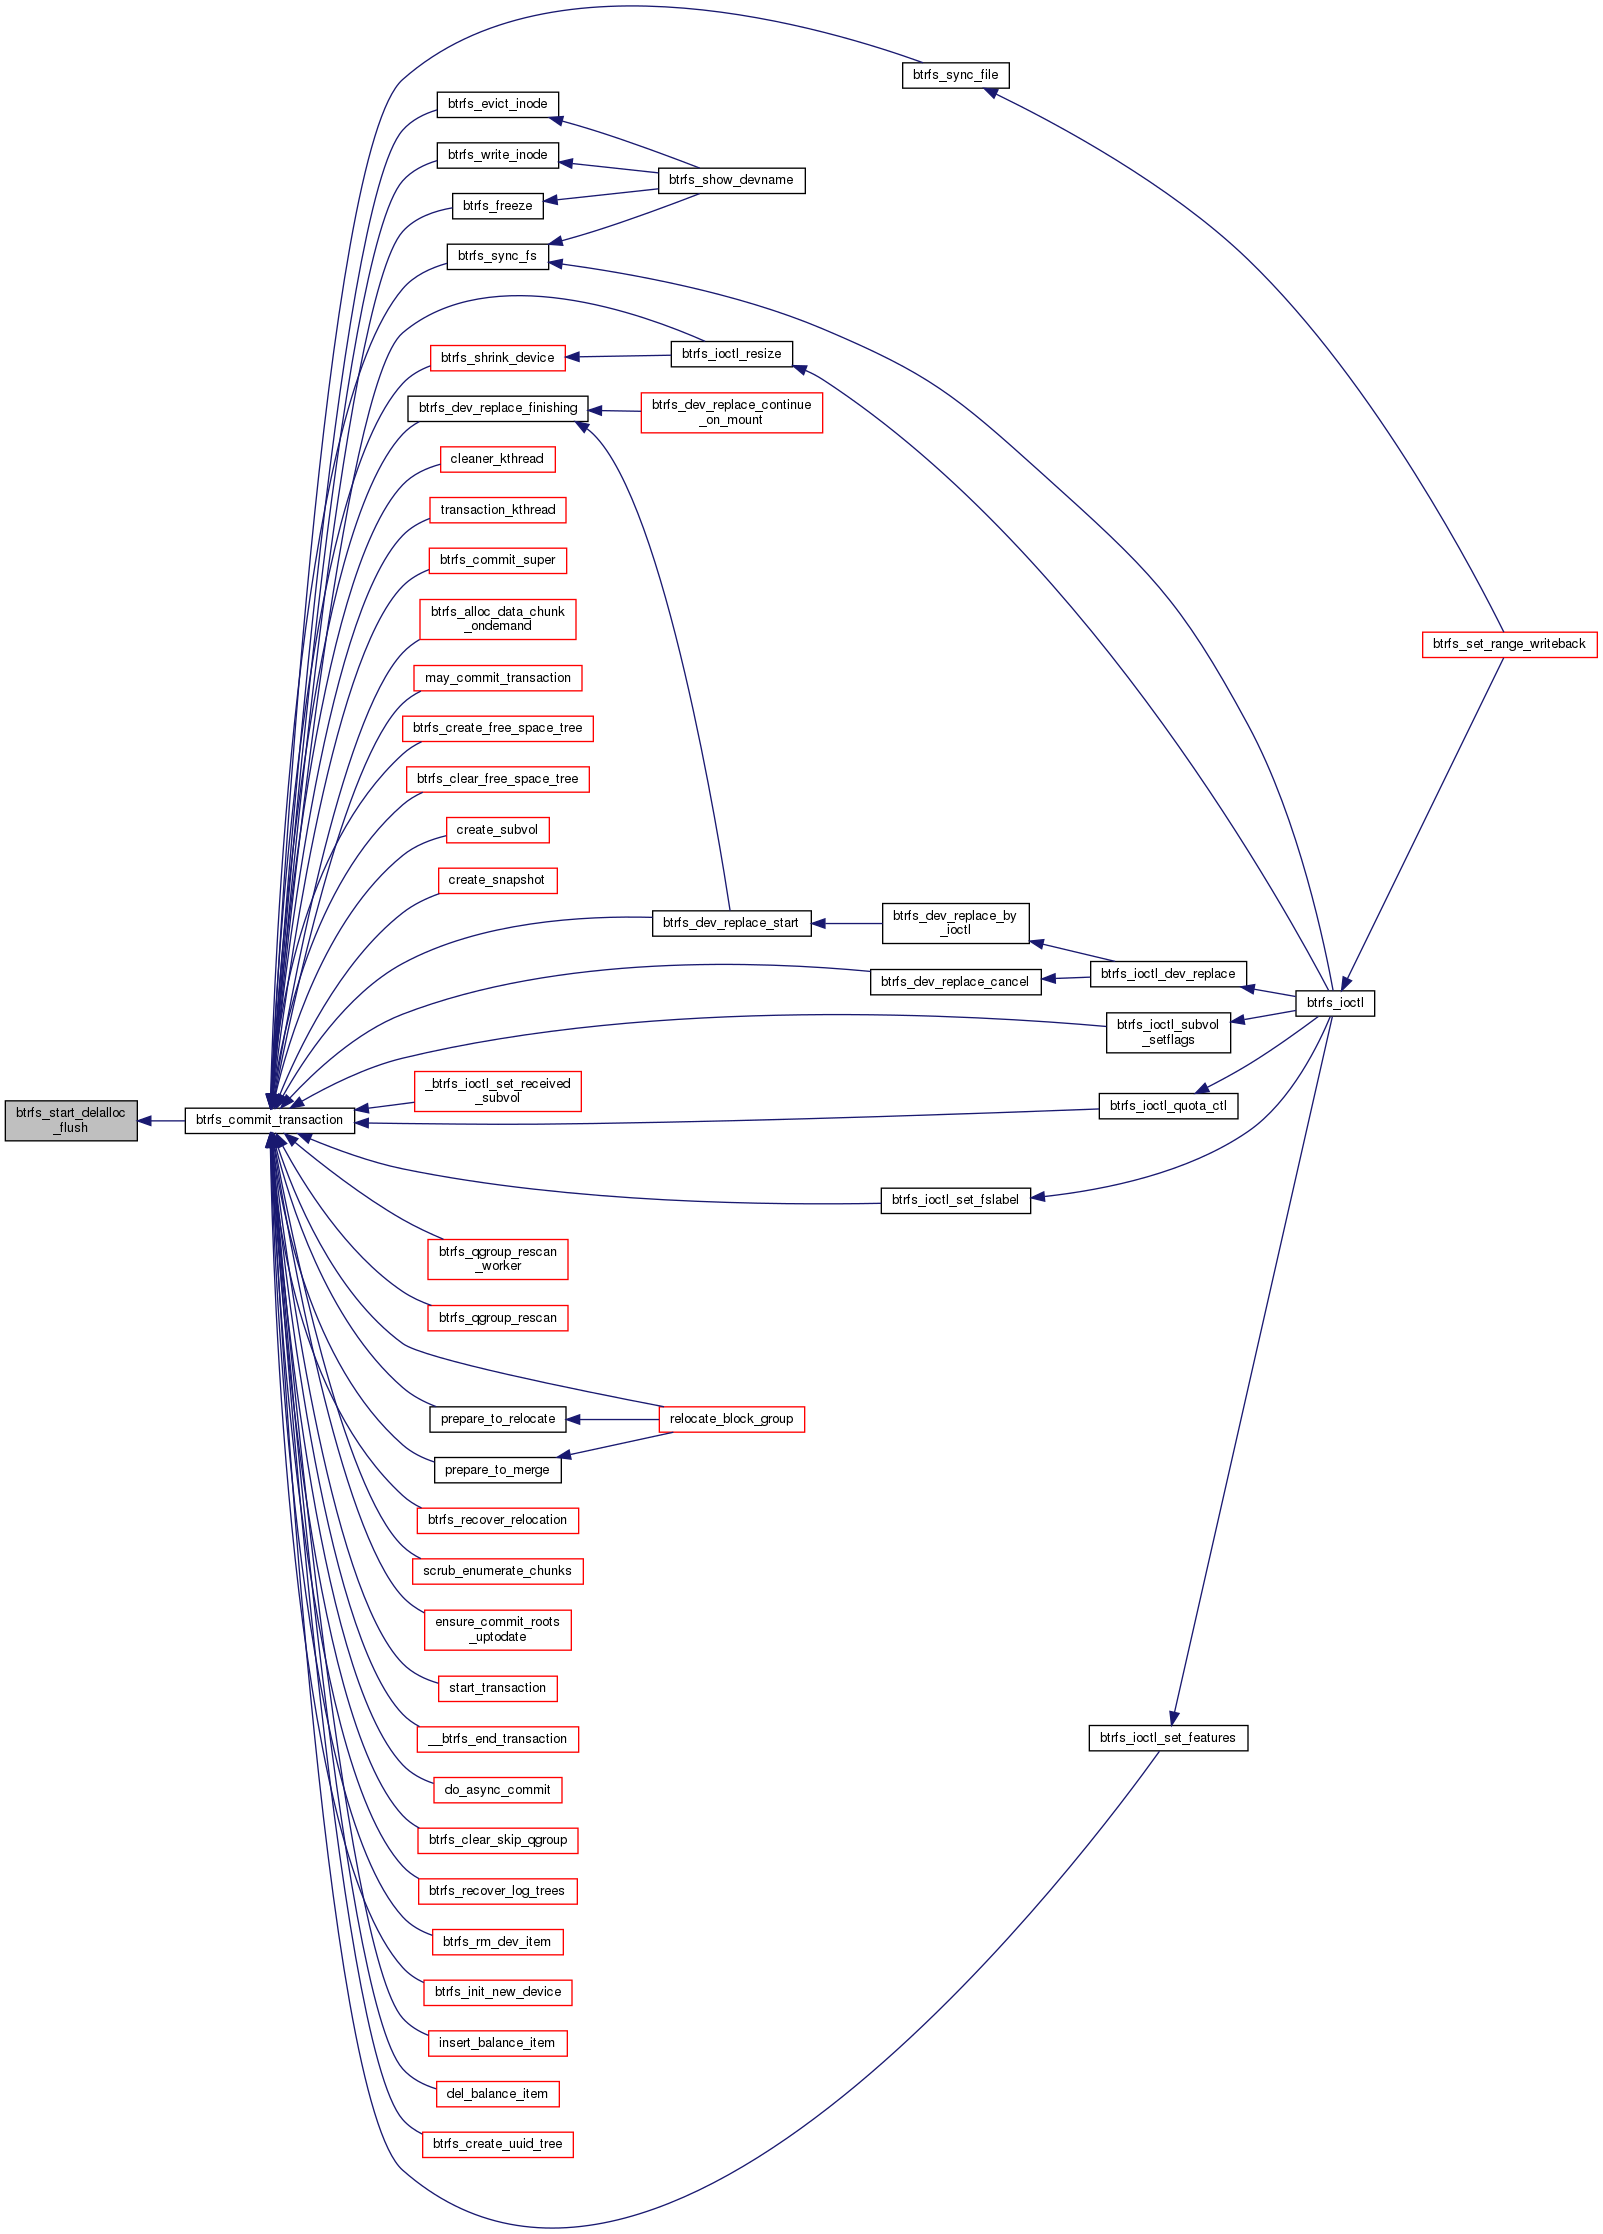 btrfs_sync_file
btrfs_evict_inode
btrfs_write_inode
btrfs_show_devname
btrfs_freeze
btrfs_sync_fs
btrfs_ioctl_resize
btrfs_shrink_device
btrfs_dev_replace_finishing
btrfs_dev_replace_continue
_on_mount
cleaner_kthread
transaction_kthread
btrfs_commit_super
btrfs_alloc_data_chunk
_ondemand
btrfs_set_range_writeback
may_commit_transaction
btrfs_create_free_space_tree
btrfs_clear_free_space_tree
create_subvol
create_snapshot
btrfs_dev_replace_start
btrfs_dev_replace_by
_ioctl
btrfs_ioctl_dev_replace
btrfs_dev_replace_cancel
btrfs_ioctl
btrfs_ioctl_subvol
_setflags
_btrfs_ioctl_set_received
_subvol
btrfs_ioctl_quota_ctl
btrfs_start_delalloc
_flush
btrfs_commit_transaction
btrfs_ioctl_set_fslabel
btrfs_qgroup_rescan
_worker
btrfs_qgroup_rescan
prepare_to_relocate
relocate_block_group
prepare_to_merge
btrfs_recover_relocation
scrub_enumerate_chunks
ensure_commit_roots
_uptodate
start_transaction
__btrfs_end_transaction
btrfs_ioctl_set_features
do_async_commit
btrfs_clear_skip_qgroup
btrfs_recover_log_trees
btrfs_rm_dev_item
btrfs_init_new_device
insert_balance_item
del_balance_item
btrfs_create_uuid_tree